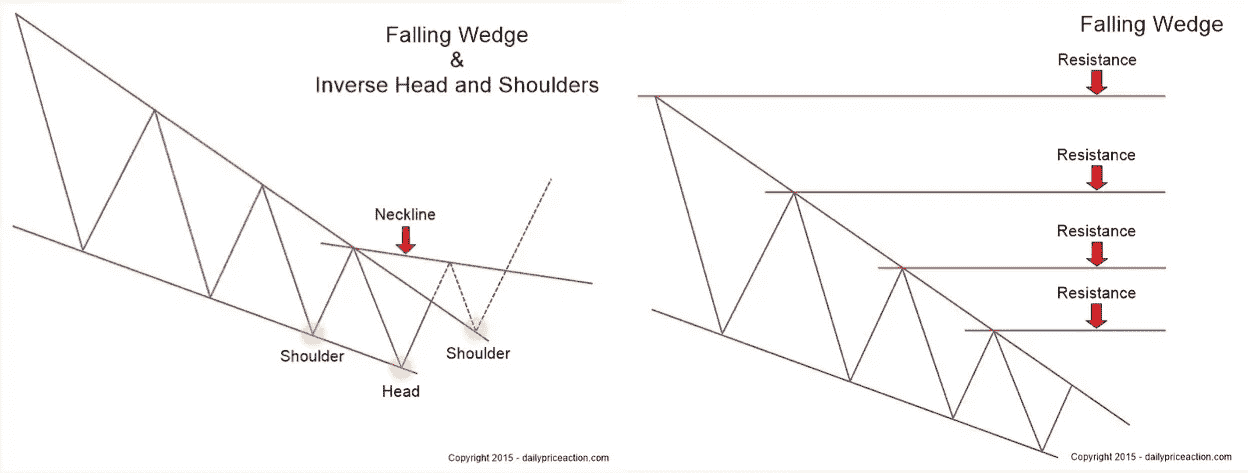 Falling Wedge
&
Inverse Head and Shoulders
Neckline
Shoulder
Shoulder
Head
Copyright 2015 - dailypriceaction.com
Falling Wedge
Resistance
Resistance
Resistance
Resistance
Copyright 2015 - dailypriceaction.com